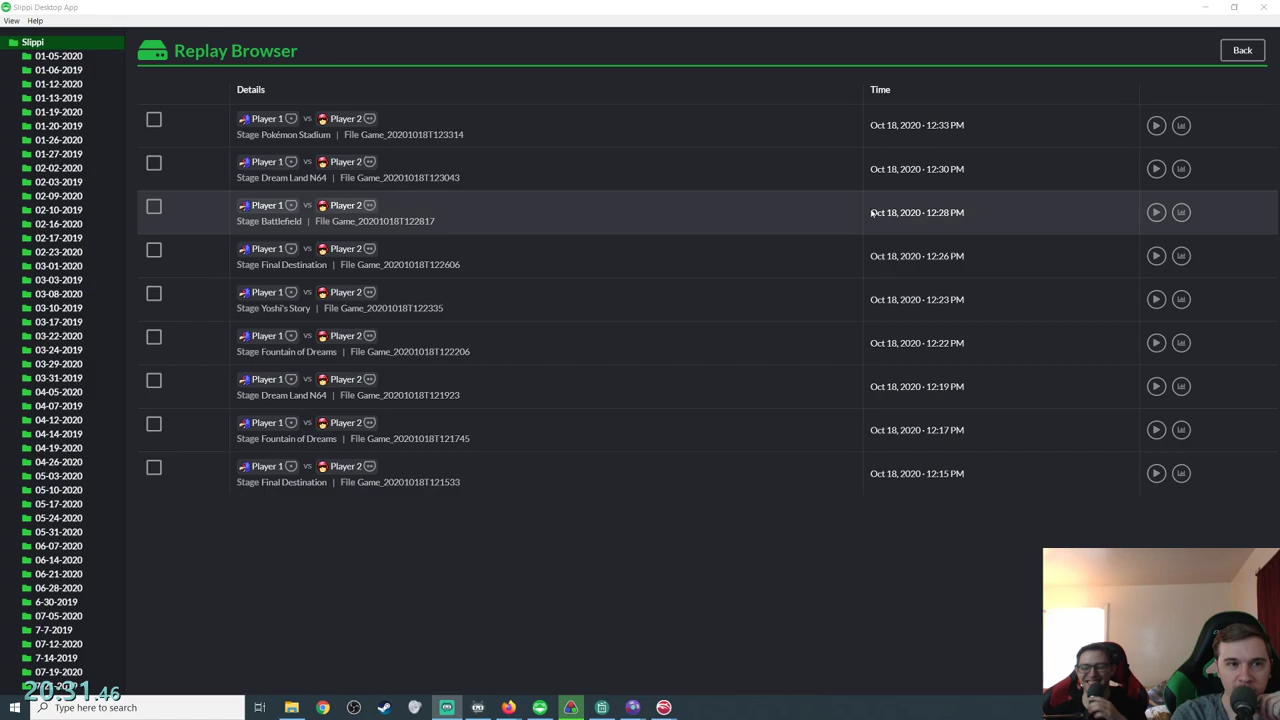 Slippi Desktop App
View Help
Slippi
01-05-2020
01-06-2019
01-12-2020
01-13-2019
01-19-2020
01-20-2019
01-26-2020
01-27-2019
02-02-2020
02-03-2019
02-09-2020
02-10-2019
02-16-2020
02-17-2019
02-23-2020
03-01-2020
03-03-2019
03-08-2020
03-10-2019
03-17-2019
03-22-2020
03-24-2019
03-29-2020
03-31-2019
04-05-2020
04-07-2019
04-12-2020
04-14-2019
04-19-2020
04-26-2020
05-03-2020
05-10-2020
05-17-2020
05-24-2020
05-31-2020
06-07-2020
06-14-2020
06-21-2020
06-28-2020
6-30-2019
07-05-2020
7-7-2019
07-12-2020
7-14-2019
07-19-2020
20:31.46
Replay Browser
Back
Details Time
Player 1 vs Player 2
Stage Pokémon Stadium | File Game_20201018T123314
Oct 18, 2020 · 12:33 PM
Player 1 vs Player 2
Stage Dream Land N64 | File Game_20201018T123043
Oct 18, 2020 · 12:30 PM
Player 1 vs Player 2
Stage Battlefield | File Game_20201018T122817
Oct 18, 2020 · 12:28 PM
Player 1 vs Player 2
Stage Final Destination | File Game_20201018T122606
Oct 18, 2020 · 12:26 PM
Player 1 vs Player 2
Stage Yoshi's Story | File Game_20201018T122335
Oct 18, 2020 · 12:23 PM
Player 1 vs Player 2
Stage Fountain of Dreams | File Game_20201018T122206
Oct 18, 2020 · 12:22 PM
Player 1 vs Player 2
Stage Dream Land N64 | File Game_20201018T121923
Oct 18, 2020 · 12:19 PM
Player 1 vs Player 2
Stage Fountain of Dreams | File Game_20201018T121745
Oct 18, 2020 · 12:17 PM
Player 1 vs Player 2
Stage Final Destination | File Game_20201018T121533
Oct 18, 2020 · 12:15 PM
Type here to search